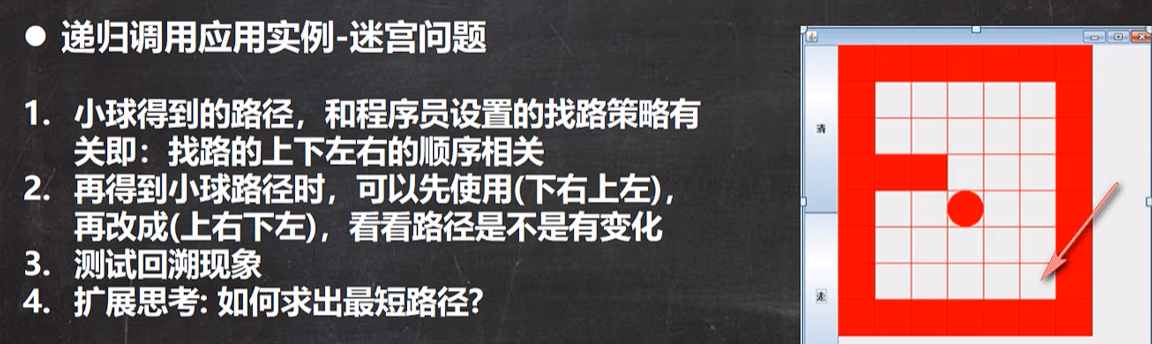 ● 递归调用应用实例-迷宫问题
1. 小球得到的路径，和程序员设置的找路策略有
关即：找路的上下左右的顺序相关
2. 再得到小球路径时，可以先使用(下右上左)，
再改成(上右下左)，看看路径是不是有变化
3. 测试回溯现象
4. 扩展思考: 如何求出最短路径?
清
走